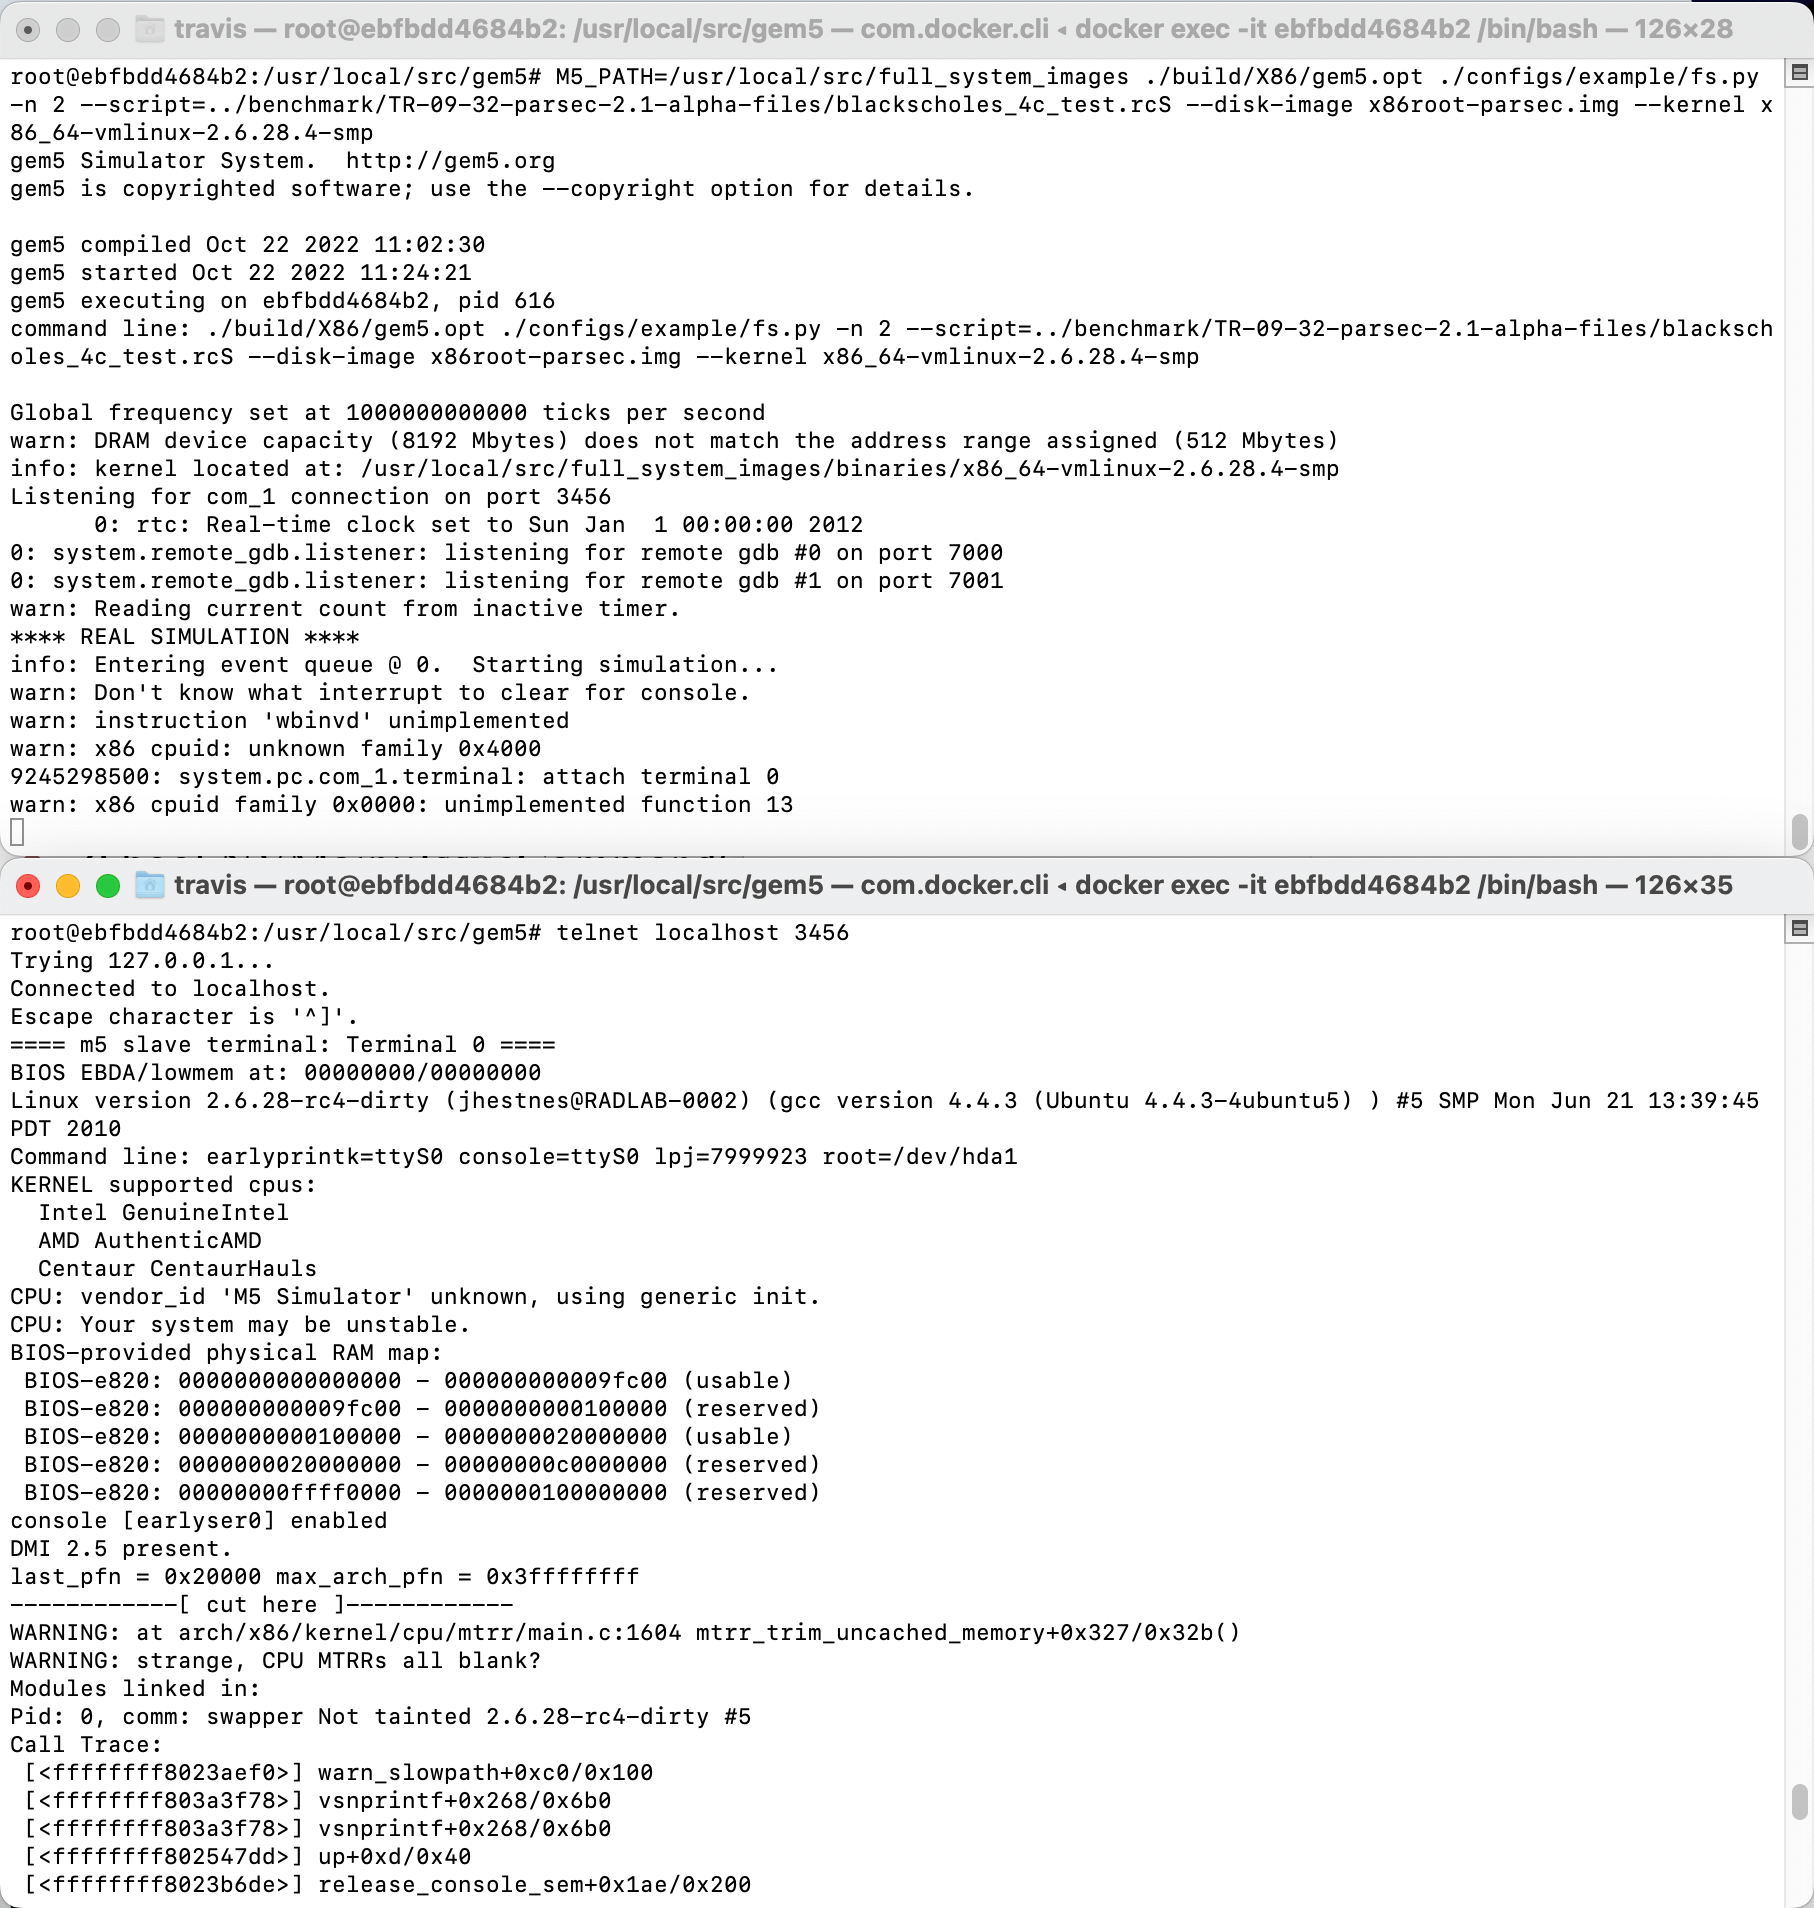 travis — root@ebfbdd4684b2: /usr/local/src/gem5 — com.docker.cli ◂ docker exec -it ebfbdd4684b2 /bin/bash — 126×28
root@ebfbdd4684b2:/usr/local/src/gem5# M5_PATH=/usr/local/src/full_system_images ./build/X86/gem5.opt ./configs/example/fs.py
-n 2 --script=../benchmark/TR-09-32-parsec-2.1-alpha-files/blackscholes_4c_test.rcS --disk-image x86root-parsec.img --kernel x
86_64-vmlinux-2.6.28.4-smp
gem5 Simulator System.  http://gem5.org
gem5 is copyrighted software; use the --copyright option for details.
gem5 compiled Oct 22 2022 11:02:30
gem5 started Oct 22 2022 11:24:21
gem5 executing on ebfbdd4684b2, pid 616
command line: ./build/X86/gem5.opt ./configs/example/fs.py -n 2 --script=../benchmark/TR-09-32-parsec-2.1-alpha-files/blacksch
oles_4c_test.rcS --disk-image x86root-parsec.img --kernel x86_64-vmlinux-2.6.28.4-smp
Global frequency set at 1000000000000 ticks per second
warn: DRAM device capacity (8192 Mbytes) does not match the address range assigned (512 Mbytes)
info: kernel located at: /usr/local/src/full_system_images/binaries/x86_64-vmlinux-2.6.28.4-smp
Listening for com_1 connection on port 3456
      0: rtc: Real-time clock set to Sun Jan  1 00:00:00 2012
0: system.remote_gdb.listener: listening for remote gdb #0 on port 7000
0: system.remote_gdb.listener: listening for remote gdb #1 on port 7001
warn: Reading current count from inactive timer.
**** REAL SIMULATION ****
info: Entering event queue @ 0.  Starting simulation...
warn: Don't know what interrupt to clear for console.
warn: instruction 'wbinvd' unimplemented
warn: x86 cpuid: unknown family 0x4000
9245298500: system.pc.com_1.terminal: attach terminal 0
warn: x86 cpuid family 0x0000: unimplemented function 13
travis — root@ebfbdd4684b2: /usr/local/src/gem5 — com.docker.cli ◂ docker exec -it ebfbdd4684b2 /bin/bash — 126×35
root@ebfbdd4684b2:/usr/local/src/gem5# telnet localhost 3456
Trying 127.0.0.1...
Connected to localhost.
Escape character is '^]'.
==== m5 slave terminal: Terminal 0 ====
BIOS EBDA/lowmem at: 00000000/00000000
Linux version 2.6.28-rc4-dirty (jhestnes@RADLAB-0002) (gcc version 4.4.3 (Ubuntu 4.4.3-4ubuntu5) ) #5 SMP Mon Jun 21 13:39:45
PDT 2010
Command line: earlyprintk=ttyS0 console=ttyS0 lpj=7999923 root=/dev/hda1
KERNEL supported cpus:
  Intel GenuineIntel
  AMD AuthenticAMD
  Centaur CentaurHauls
CPU: vendor_id 'M5 Simulator' unknown, using generic init.
CPU: Your system may be unstable.
BIOS-provided physical RAM map:
 BIOS-e820: 0000000000000000 - 000000000009fc00 (usable)
 BIOS-e820: 000000000009fc00 - 0000000000100000 (reserved)
 BIOS-e820: 0000000000100000 - 0000000020000000 (usable)
 BIOS-e820: 0000000020000000 - 00000000c0000000 (reserved)
 BIOS-e820: 00000000ffff0000 - 0000000100000000 (reserved)
console [earlyser0] enabled
DMI 2.5 present.
last_pfn = 0x20000 max_arch_pfn = 0x3ffffffff
------------[ cut here ]------------
WARNING: at arch/x86/kernel/cpu/mtrr/main.c:1604 mtrr_trim_uncached_memory+0x327/0x32b()
WARNING: strange, CPU MTRRs all blank?
Modules linked in:
Pid: 0, comm: swapper Not tainted 2.6.28-rc4-dirty #5
Call Trace:
 [<ffffffff8023aef0>] warn_slowpath+0xc0/0x100
 [<ffffffff803a3f78>] vsnprintf+0x268/0x6b0
 [<ffffffff803a3f78>] vsnprintf+0x268/0x6b0
 [<ffffffff802547dd>] up+0xd/0x40
 [<ffffffff8023b6de>] release_console_sem+0x1ae/0x200